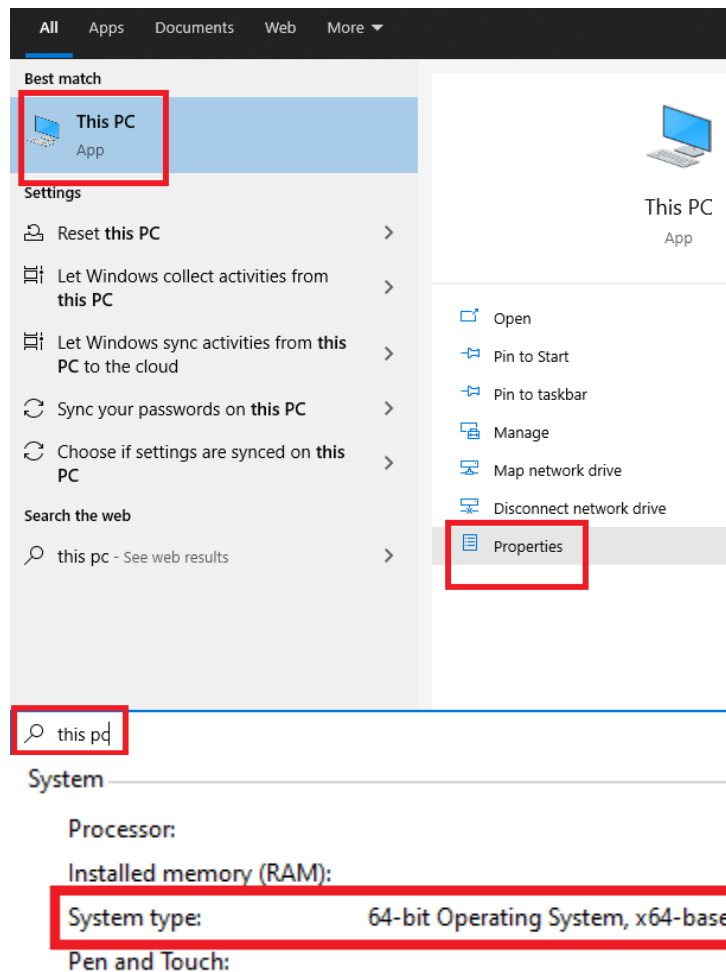 All Apps Documents Web More
Best match
This PC
App
Settings
Reset this PC
Let Windows collect activities from
this PC
Let Windows sync activities from this
PC to the cloud
Sync your passwords on this PC
Choose if settings are synced on this
PC
Search the web
this pc - See web results
This PC
App
Open
Pin to Start
Pin to taskbar
Manage
Map network drive
Disconnect network drive
Properties
this pc
System
Processor:
Installed memory (RAM):
System type: 64-bit Operating System, x64-base
Pen and Touch: